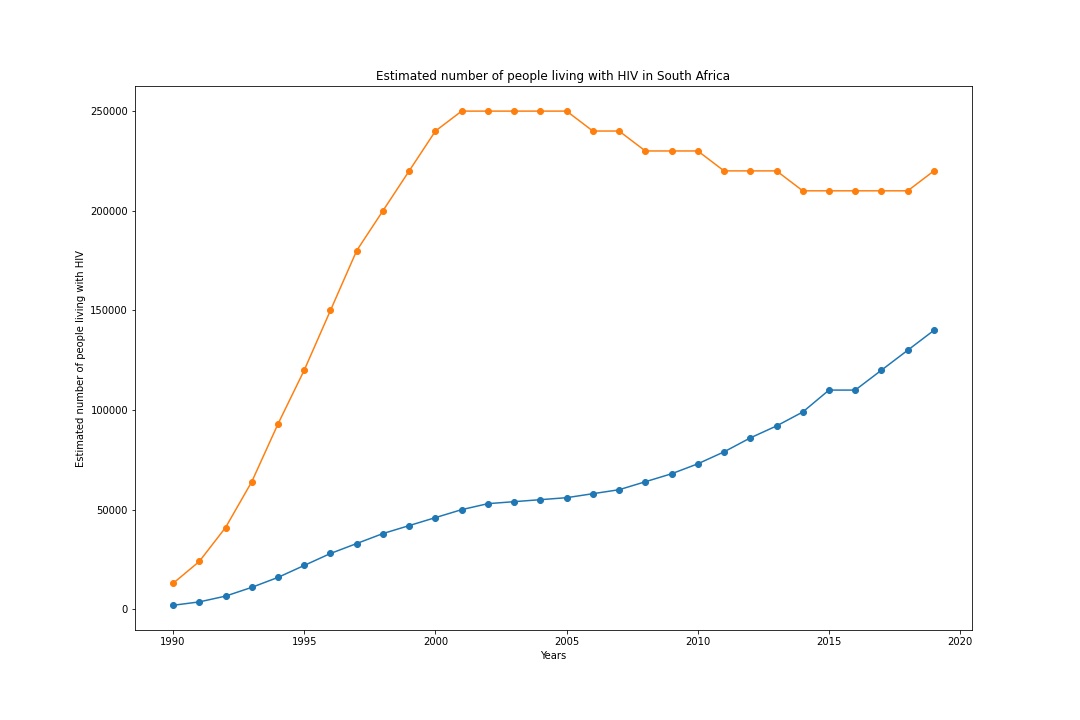 Estimated number of people living with HIV in South Africa
Estimated number of people living with HIV
250000
200000
150000
100000
50000
0
1990 1995 2000 2005 2010 2015 2020
Years